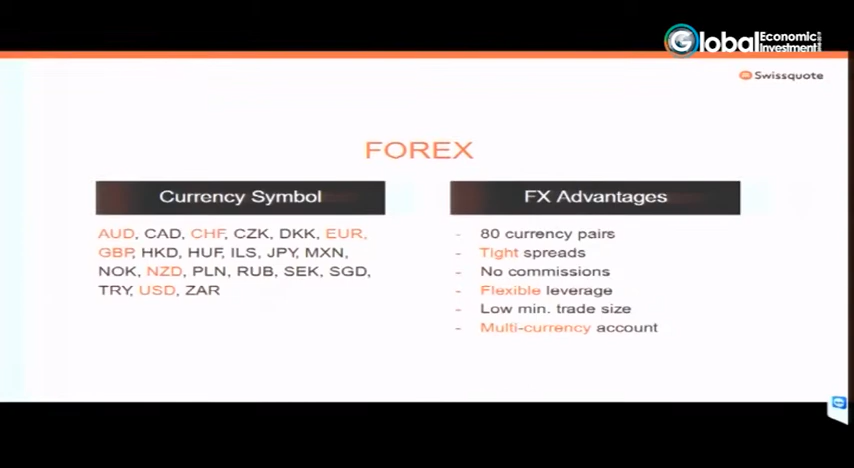 Global Economic Investment
Swissquote
FOREX
Currency Symbol
AUD, CAD, CHF, CZK, DKK, EUR,
GBP, HKD, HUF, ILS, JPY, MXN,
NOK, NZD, PLN, RUB, SEK, SGD,
TRY, USD, ZAR
FX Advantages
- 80 currency pairs
- Tight spreads
- No commissions
- Flexible leverage
- Low min. trade size
- Multi-currency account